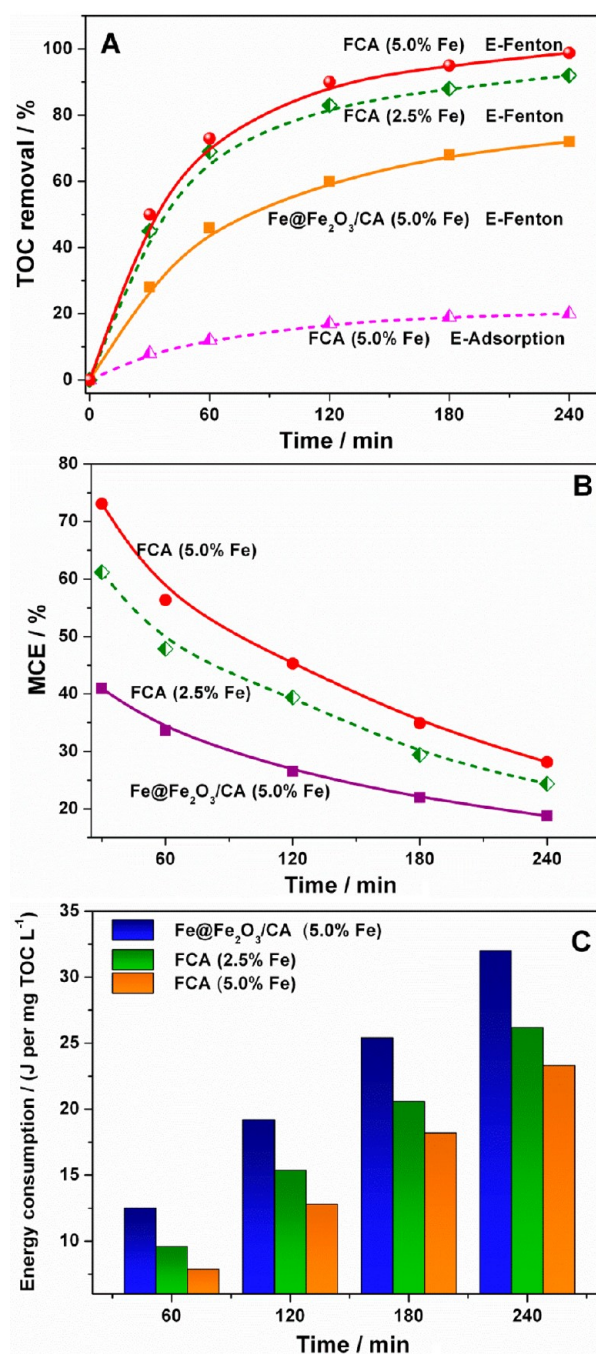 A
FCA (5.0% Fe) E-Fenton
FCA (2.5% Fe) E-Fenton
Fe@Fe₂O₃/CA (5.0% Fe) E-Fenton
FCA (5.0% Fe) E-Adsorption
TOC removal / %
100
80
60
40
20
0
0 60 120 180 240
Time / min
B
FCA (5.0% Fe)
FCA (2.5% Fe)
Fe@Fe₂O₃/CA (5.0% Fe)
MCE / %
80
70
60
50
40
30
20
60 120 180 240
Time / min
C
Fe@Fe₂O₃/CA (5.0% Fe)
FCA (2.5% Fe)
FCA (5.0% Fe)
Energy consumption / (J per mg TOC L⁻¹)
35
30
25
20
15
10
60 120 180 240
Time / min